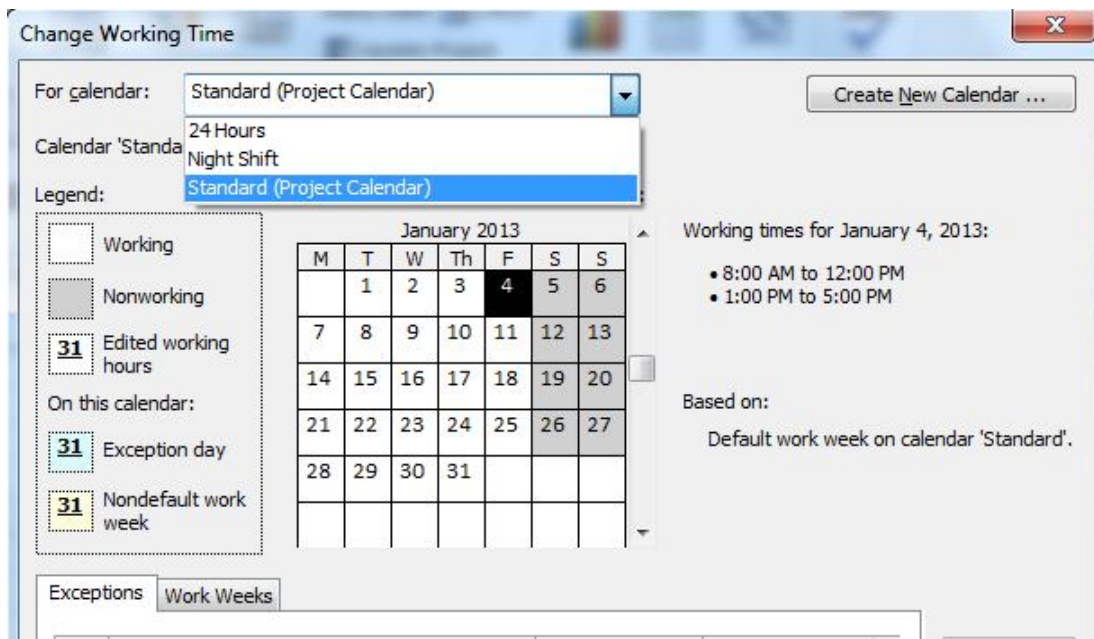 Change Working Time
For calendar: Standard (Project Calendar) Create New Calendar ...
24 Hours
Calendar 'Standa
Night Shift
Standard (Project Calendar)
Legend:
Working
Nonworking
31 Edited working
hours
On this calendar:
31 Exception day
31 Nondefault work
week
January 2013
M T W Th F S S
1 2 3 4 5 6
7 8 9 10 11 12 13
14 15 16 17 18 19 20
21 22 23 24 25 26 27
28 29 30 31
Working times for January 4, 2013:
• 8:00 AM to 12:00 PM
• 1:00 PM to 5:00 PM
Based on:
Default work week on calendar 'Standard'.
Exceptions Work Weeks